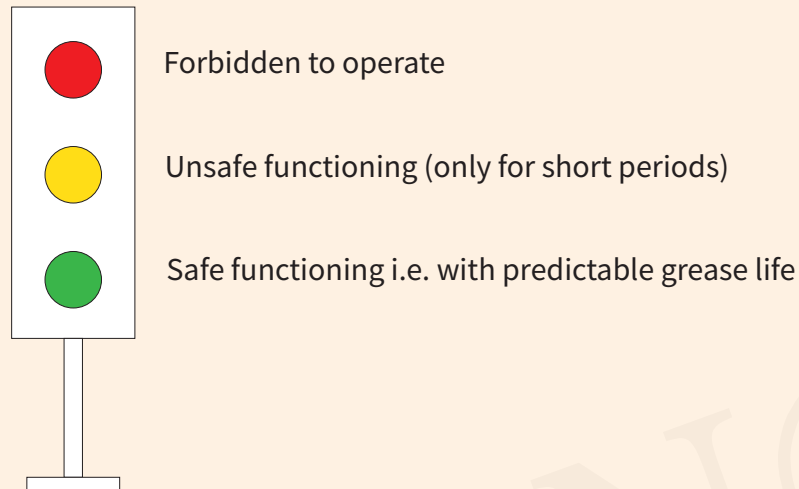 Forbidden to operate
Unsafe functioning (only for short periods)
Safe functioning i.e. with predictable grease life